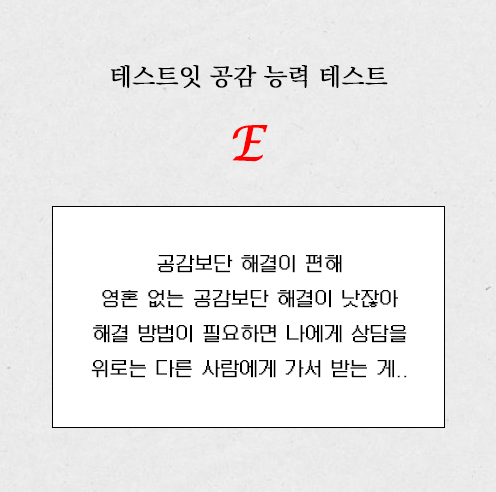 테스트잇 공감 능력 테스트
E
공감보단 해결이 편해
영혼 없는 공감보단 해결이 낫잖아
해결 방법이 필요하면 나에게 상담을
위로는 다른 사람에게 가서 받는 게..